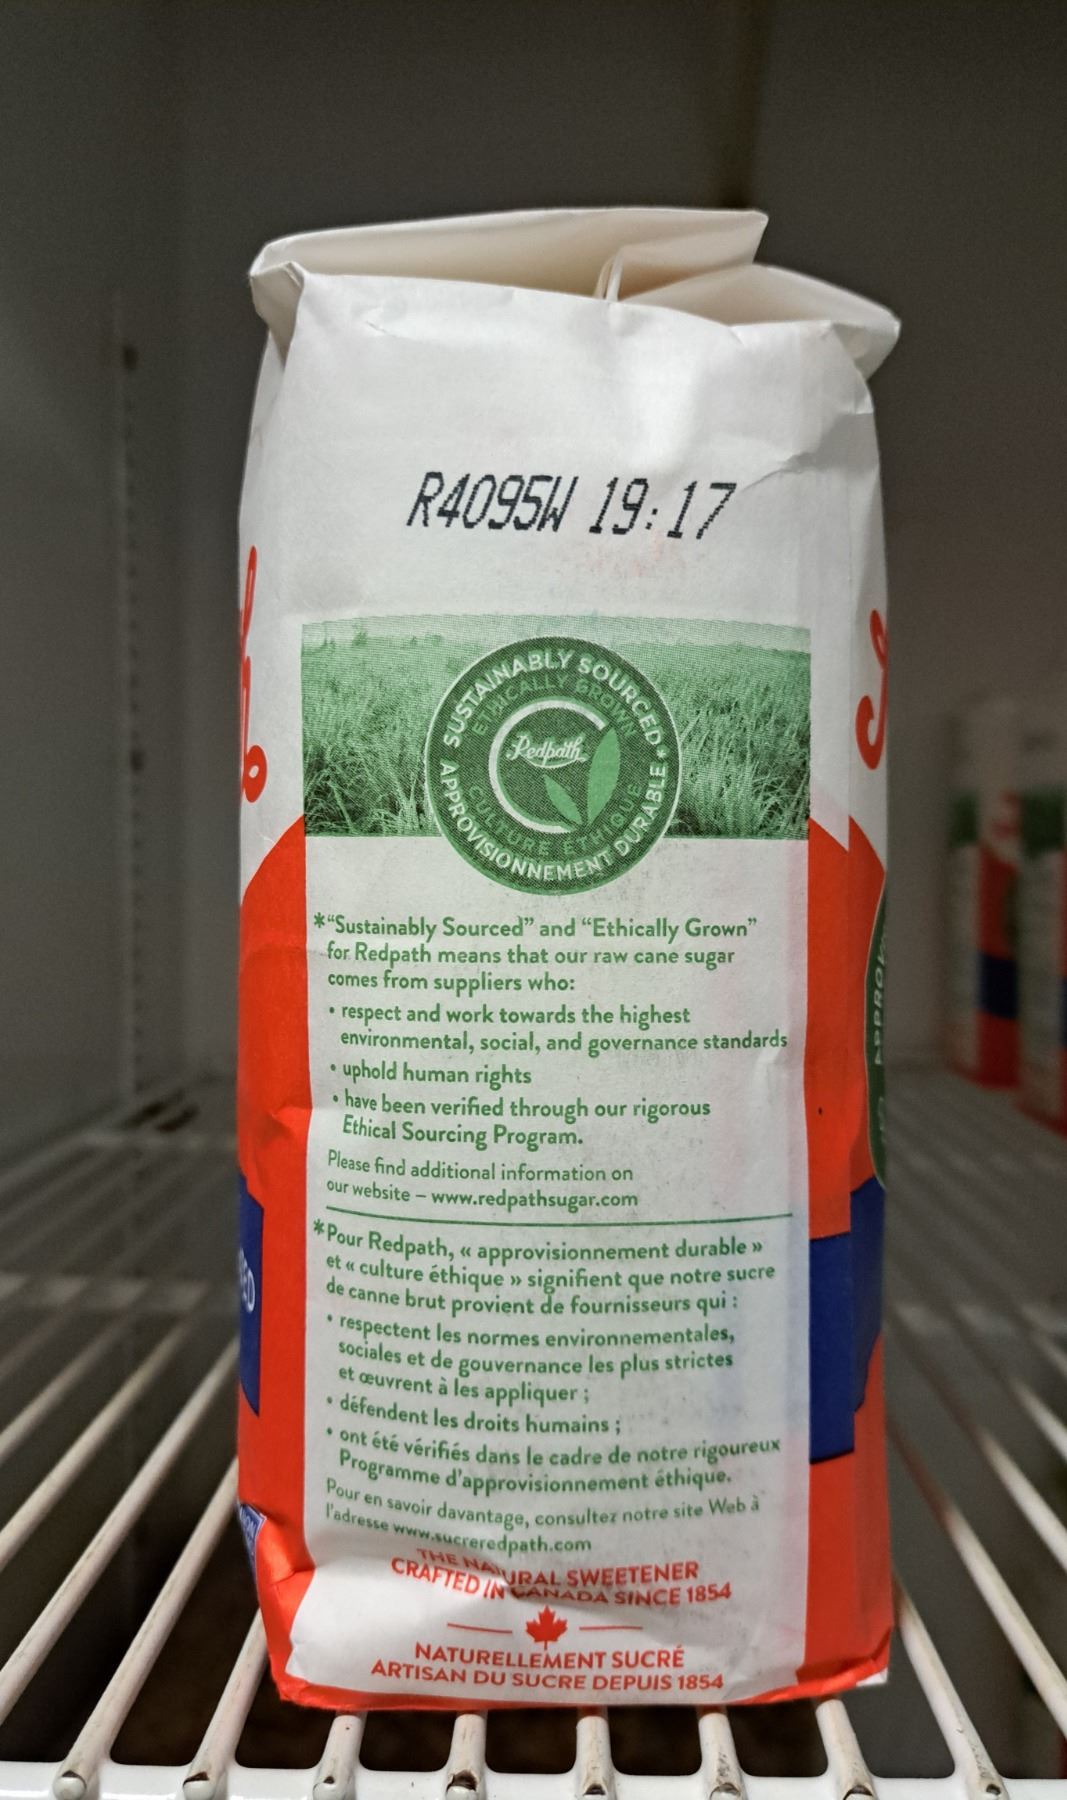 R4095W 19:17
SUSTAINABLY SOURCED*
ETHICALLY GROWN
Redpath
CULTURE ÉTHIQUE
APPROVISIONNEMENT DURABLE
*“Sustainably Sourced” and “Ethically Grown”
for Redpath means that our raw cane sugar
comes from suppliers who:
• respect and work towards the highest
environmental, social, and governance standards
• uphold human rights
• have been verified through our rigorous
Ethical Sourcing Program.
Please find additional information on
our website – www.redpathsugar.com
*Pour Redpath, « approvisionnement durable »
et « culture éthique » signifient que notre sucre
de canne brut provient de fournisseurs qui :
• respectent les normes environnementales,
sociales et de gouvernance les plus strictes
et œuvrent à les appliquer ;
• défendent les droits humains ;
• ont été vérifiés dans le cadre de notre rigoureux
Programme d’approvisionnement éthique.
Pour en savoir davantage, consultez notre site Web à
l’adresse www.sucreredpath.com
THE NATURAL SWEETENER
CRAFTED IN CANADA SINCE 1854
NATURELLEMENT SUCRÉ
ARTISAN DU SUCRE DEPUIS 1854